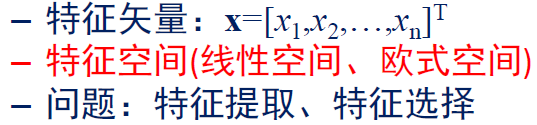 – 特征矢量：x=[x1,x2,…,xn]T
– 特征空间(线性空间、欧式空间)
– 问题：特征提取、特征选择